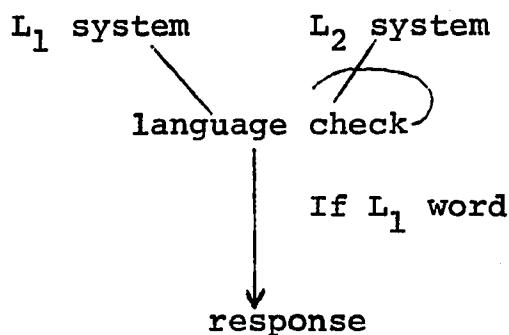 L₁ system L₂ system
language check
If L₁ word
response